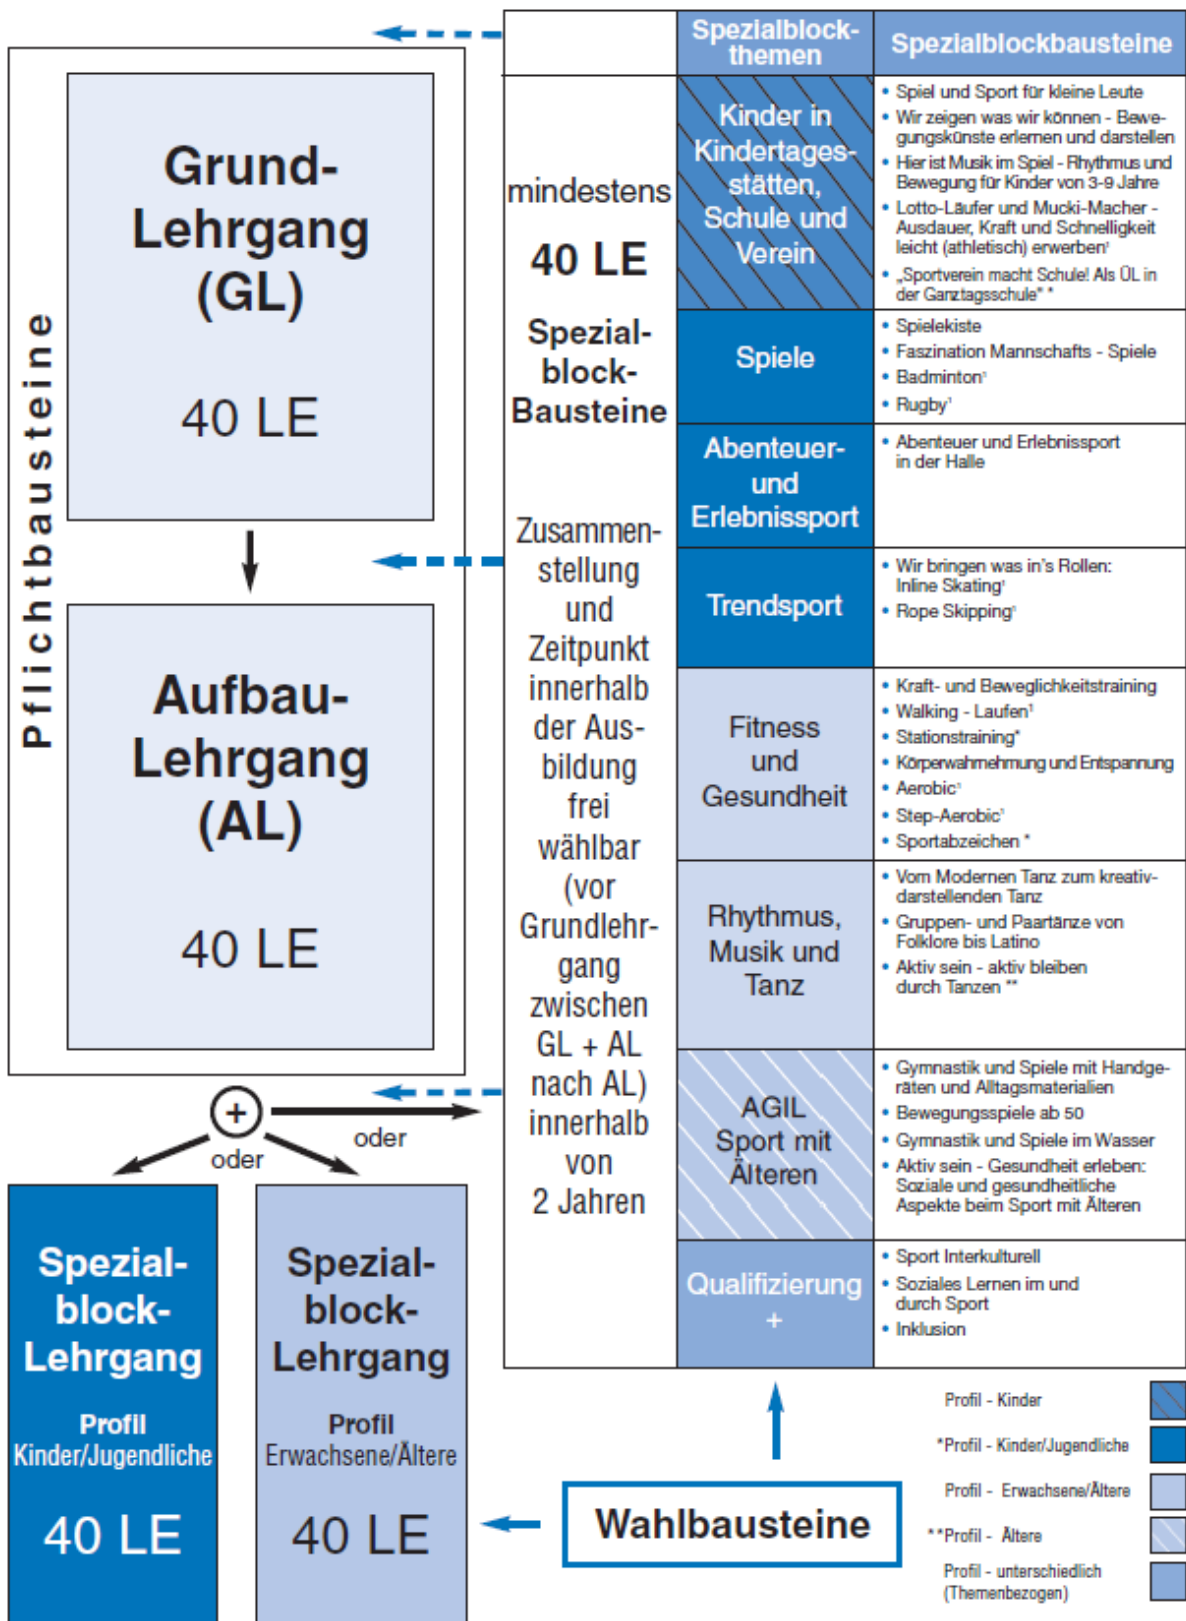 Pflichtbausteine
Grund-
Lehrgang
(GL)
40 LE
Aufbau-
Lehrgang
(AL)
40 LE
+
oder
oder
Spezial-
block-
Lehrgang
Profil
Kinder/Jugendliche
40 LE
Spezial-
block-
Lehrgang
Profil
Erwachsene/Ältere
40 LE
Wahlbausteine
mindestens
40 LE
Spezial-
block-
Bausteine
Zusammen-
stellung
und
Zeitpunkt
innerhalb
der Aus-
bildung
frei
wählbar
(vor
Grundlehr-
gang
zwischen
GL + AL
nach AL)
innerhalb
von
2 Jahren
Spezialblock-
themen
Spezialblockbausteine
Kinder in
Kindertages-
stätten,
Schule und
Verein
• Spiel und Sport für kleine Leute
• Wir zeigen was wir können - Bewe-
gungskünste erlernen und darstellen
• Hier ist Musik im Spiel - Rhythmus und
Bewegung für Kinder von 3-9 Jahre
• Lotto-Läufer und Mucki-Macher -
Ausdauer, Kraft und Schnelligkeit
leicht (athletisch) erwerben¹
• „Sportverein macht Schule! Als ÜL in
der Ganztagsschule" *
Spiele
• Spielekiste
• Faszination Mannschafts - Spiele
• Badminton¹
• Rugby¹
Abenteuer-
und
Erlebnissport
• Abenteuer und Erlebnissport
in der Halle
Trendsport
• Wir bringen was in's Rollen:
Inline Skating¹
• Rope Skipping¹
Fitness
und
Gesundheit
• Kraft- und Beweglichkeitstraining
• Walking - Laufen¹
• Stationstraining*
• Körperwahrnehmung und Entspannung
• Aerobic¹
• Step-Aerobic¹
• Sportabzeichen *
Rhythmus,
Musik und
Tanz
• Vom Modernen Tanz zum kreativ-
darstellenden Tanz
• Gruppen- und Paartänze von
Folklore bis Latino
• Aktiv sein - aktiv bleiben
durch Tanzen **
AGIL
Sport mit
Älteren
• Gymnastik und Spiele mit Handge-
räten und Alltagsmaterialien
• Bewegungsspiele ab 50
• Gymnastik und Spiele im Wasser
• Aktiv sein - Gesundheit erleben:
Soziale und gesundheitliche
Aspekte beim Sport mit Älteren
Qualifizierung
+
• Sport Interkulturell
• Soziales Lernen im und
durch Sport
• Inklusion
Profil - Kinder
*Profil - Kinder/Jugendliche
Profil - Erwachsene/Ältere
**Profil - Ältere
Profil - unterschiedlich
(Themenbezogen)